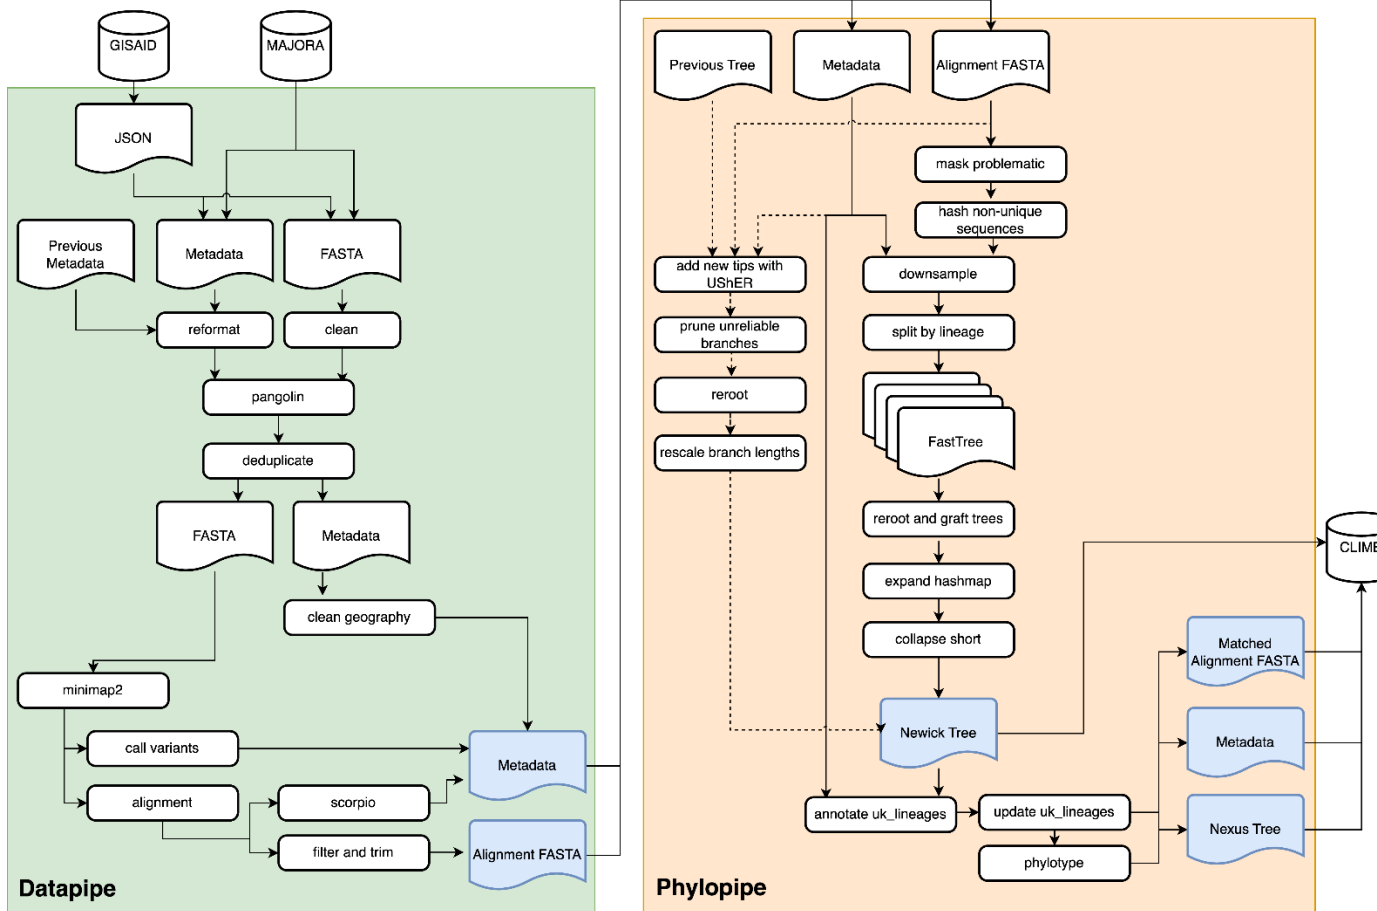 GISAID
MAJORA
JSON
Previous
Metadata
Metadata
FASTA
reformat
clean
pangolin
deduplicate
FASTA
Metadata
clean geography
minimap2
call variants
Metadata
alignment
scorpio
filter and trim
Alignment FASTA
Datapipe
Previous Tree
Metadata
Alignment FASTA
mask problematic
hash non-unique
sequences
add new tips with
UShER
downsample
prune unreliable
branches
split by lineage
reroot
rescale branch lengths
FastTree
reroot and graft trees
expand hashmap
collapse short
Newick Tree
annotate uk_lineages
update uk_lineages
phylotype
Matched
Alignment FASTA
Metadata
Nexus Tree
CLIMB
Phylopipe